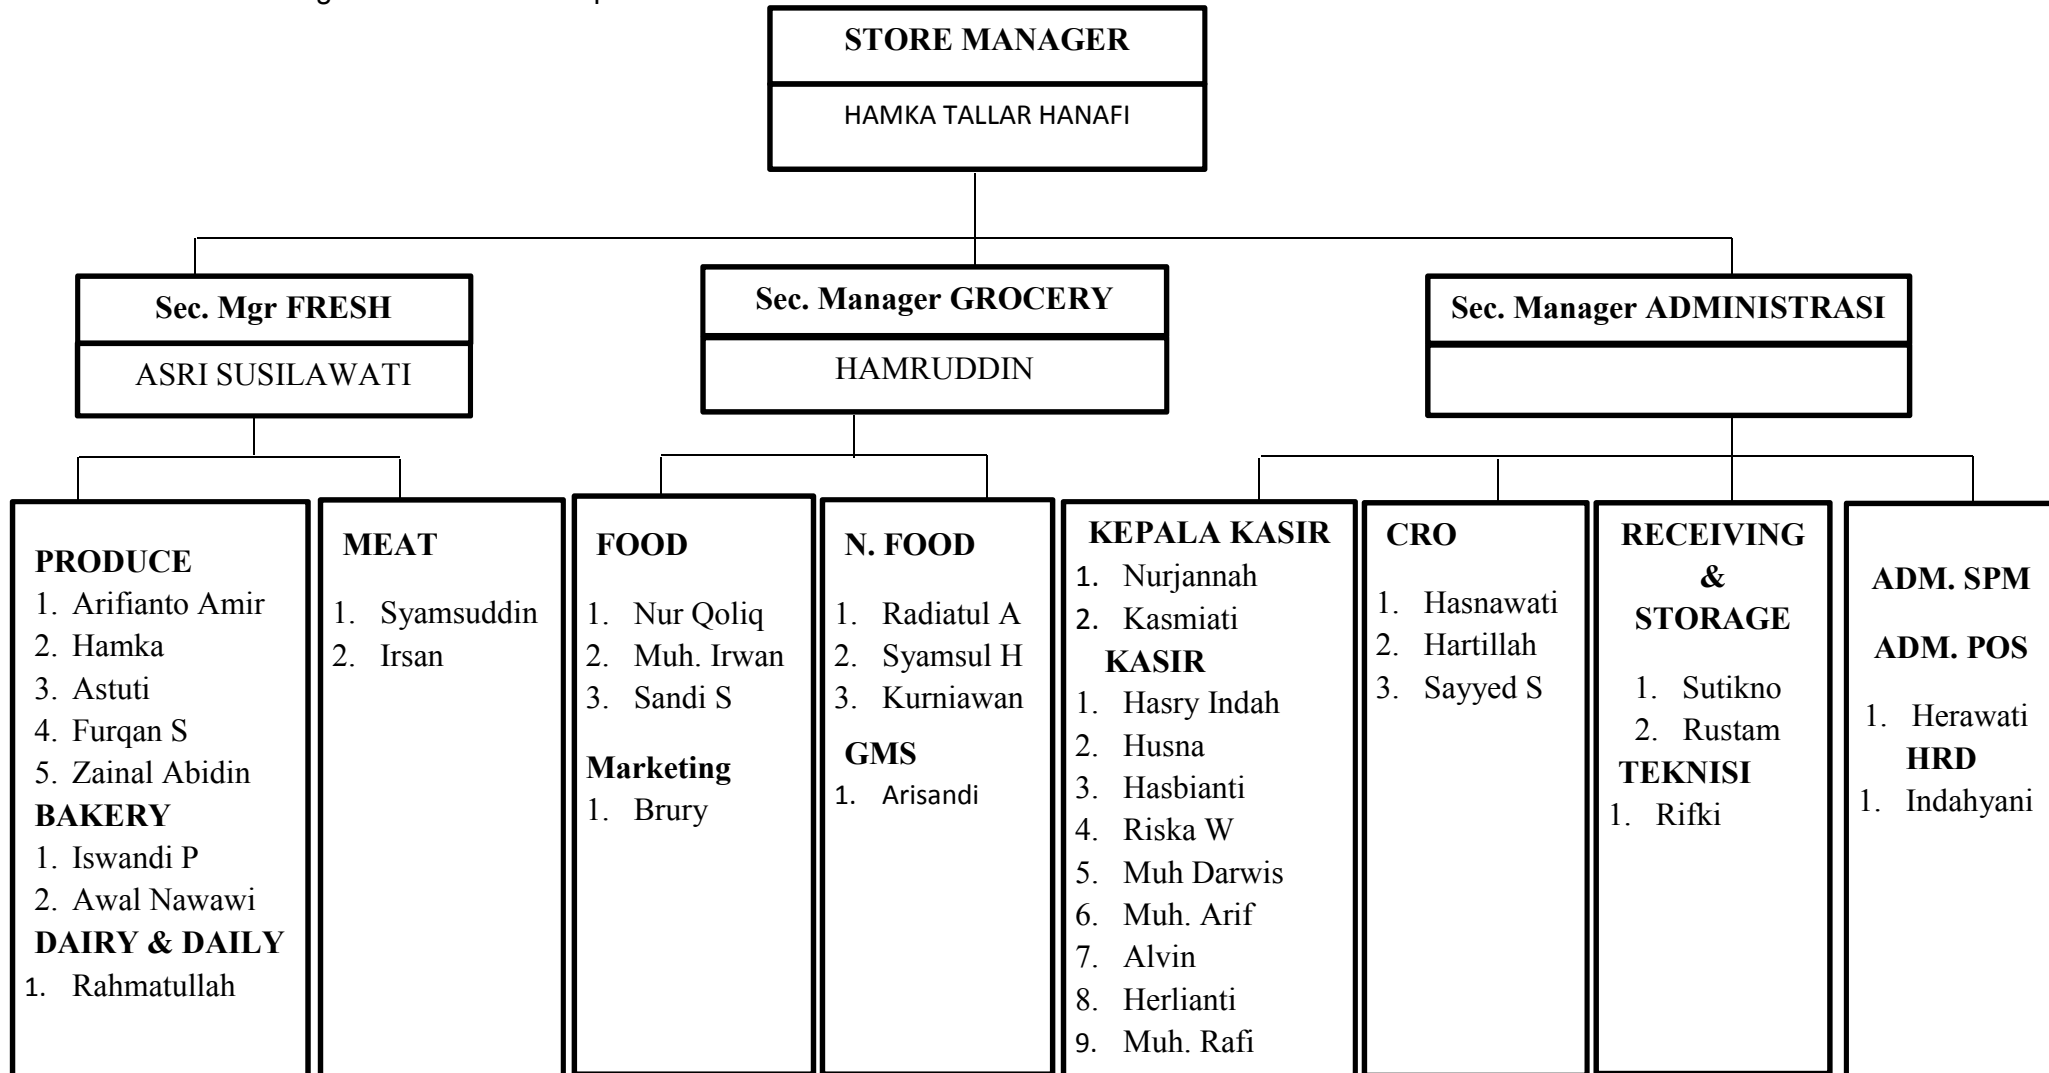 STORE MANAGER
HAMKA TALLAR HANAFI
Sec. Mgr FRESH
ASRI SUSILAWATI
Sec. Manager GROCERY
HAMRUDDIN
Sec. Manager ADMINISTRASI
PRODUCE
1. Arifianto Amir
2. Hamka
3. Astuti
4. Furqan S
5. Zainal Abidin
BAKERY
1. Iswandi P
2. Awal Nawawi
DAIRY & DAILY
1. Rahmatullah
MEAT
1. Syamsuddin
2. Irsan
FOOD
1. Nur Qoliq
2. Muh. Irwan
3. Sandi S
Marketing
1. Brury
N. FOOD
1. Radiatul A
2. Syamsul H
3. Kurniawan
GMS
1. Arisandi
KEPALA KASIR
1. Nurjannah
2. Kasmiati
KASIR
1. Hasry Indah
2. Husna
3. Hasbianti
4. Riska W
5. Muh Darwis
6. Muh. Arif
7. Alvin
8. Herlianti
9. Muh. Rafi
CRO
1. Hasnawati
2. Hartillah
3. Sayyed S
RECEIVING
&
STORAGE
1. Sutikno
2. Rustam
TEKNISI
1. Rifki
ADM. SPM
ADM. POS
1. Herawati
HRD
1. Indahyani